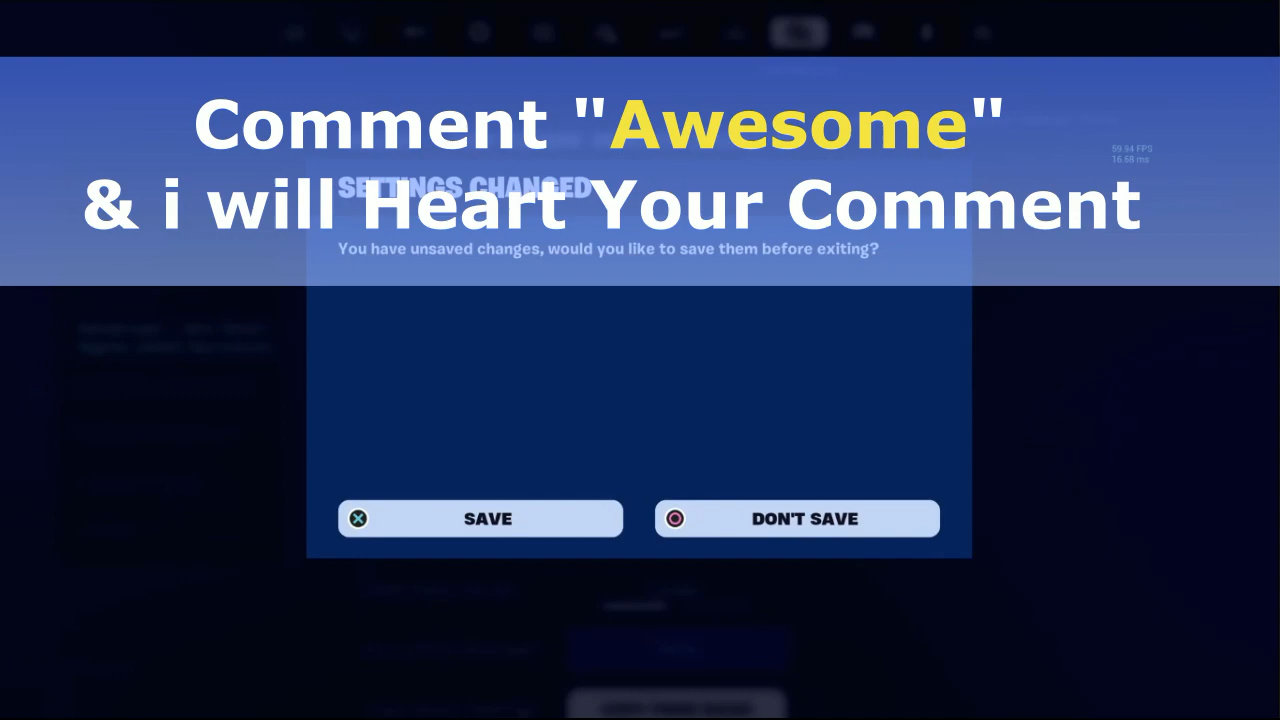 Comment "Awesome"
59.94 FPS
16.68 ms
SETTINGS CHANGED
& i will Heart Your Comment
You have unsaved changes, would you like to save them before exiting?
SAVE
DON'T SAVE